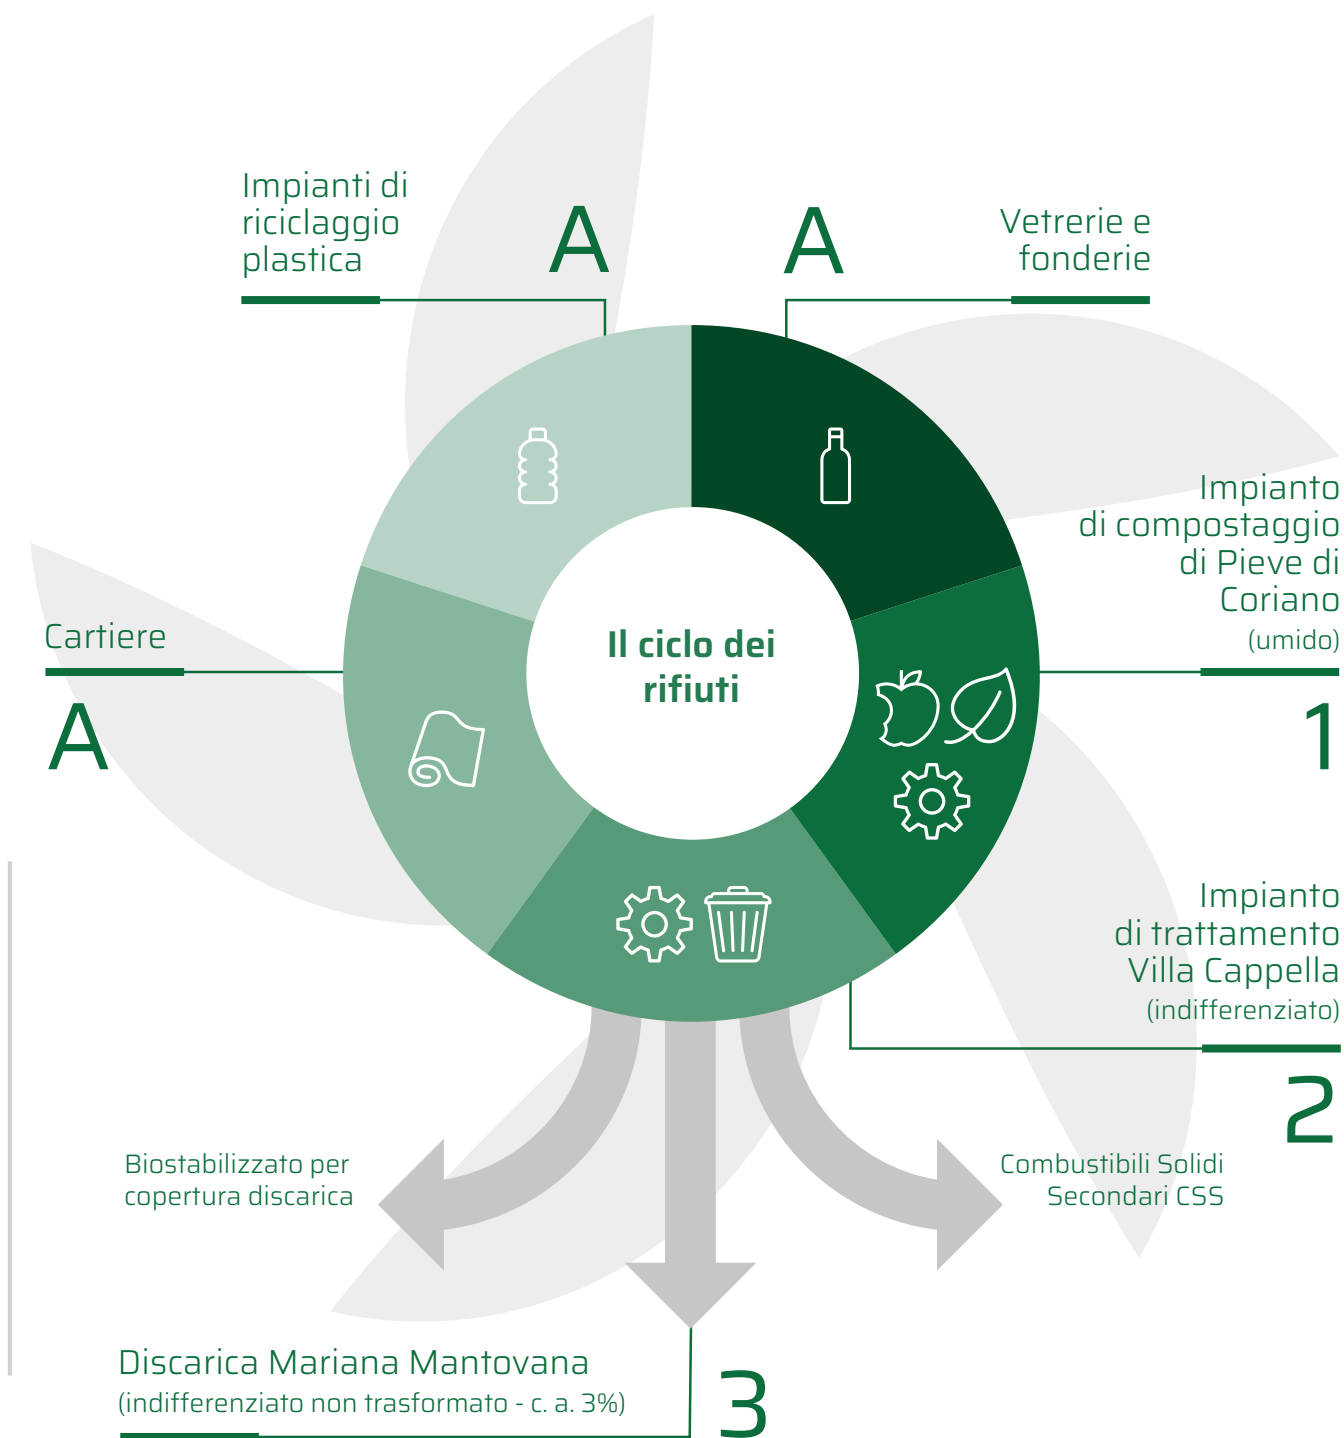 Impianti di
riciclaggio
plastica
A
A
Vetrerie e
fonderie
Impianto
di compostaggio
di Pieve di
Coriano
(umido)
1
Cartiere
A
Il ciclo dei
rifiuti
Impianto
di trattamento
Villa Cappella
(indifferenziato)
2
Biostabilizzato per
copertura discarica
Combustibili Solidi
Secondari CSS
Discarica Mariana Mantovana
(indifferenziato non trasformato - c. a. 3%)
3